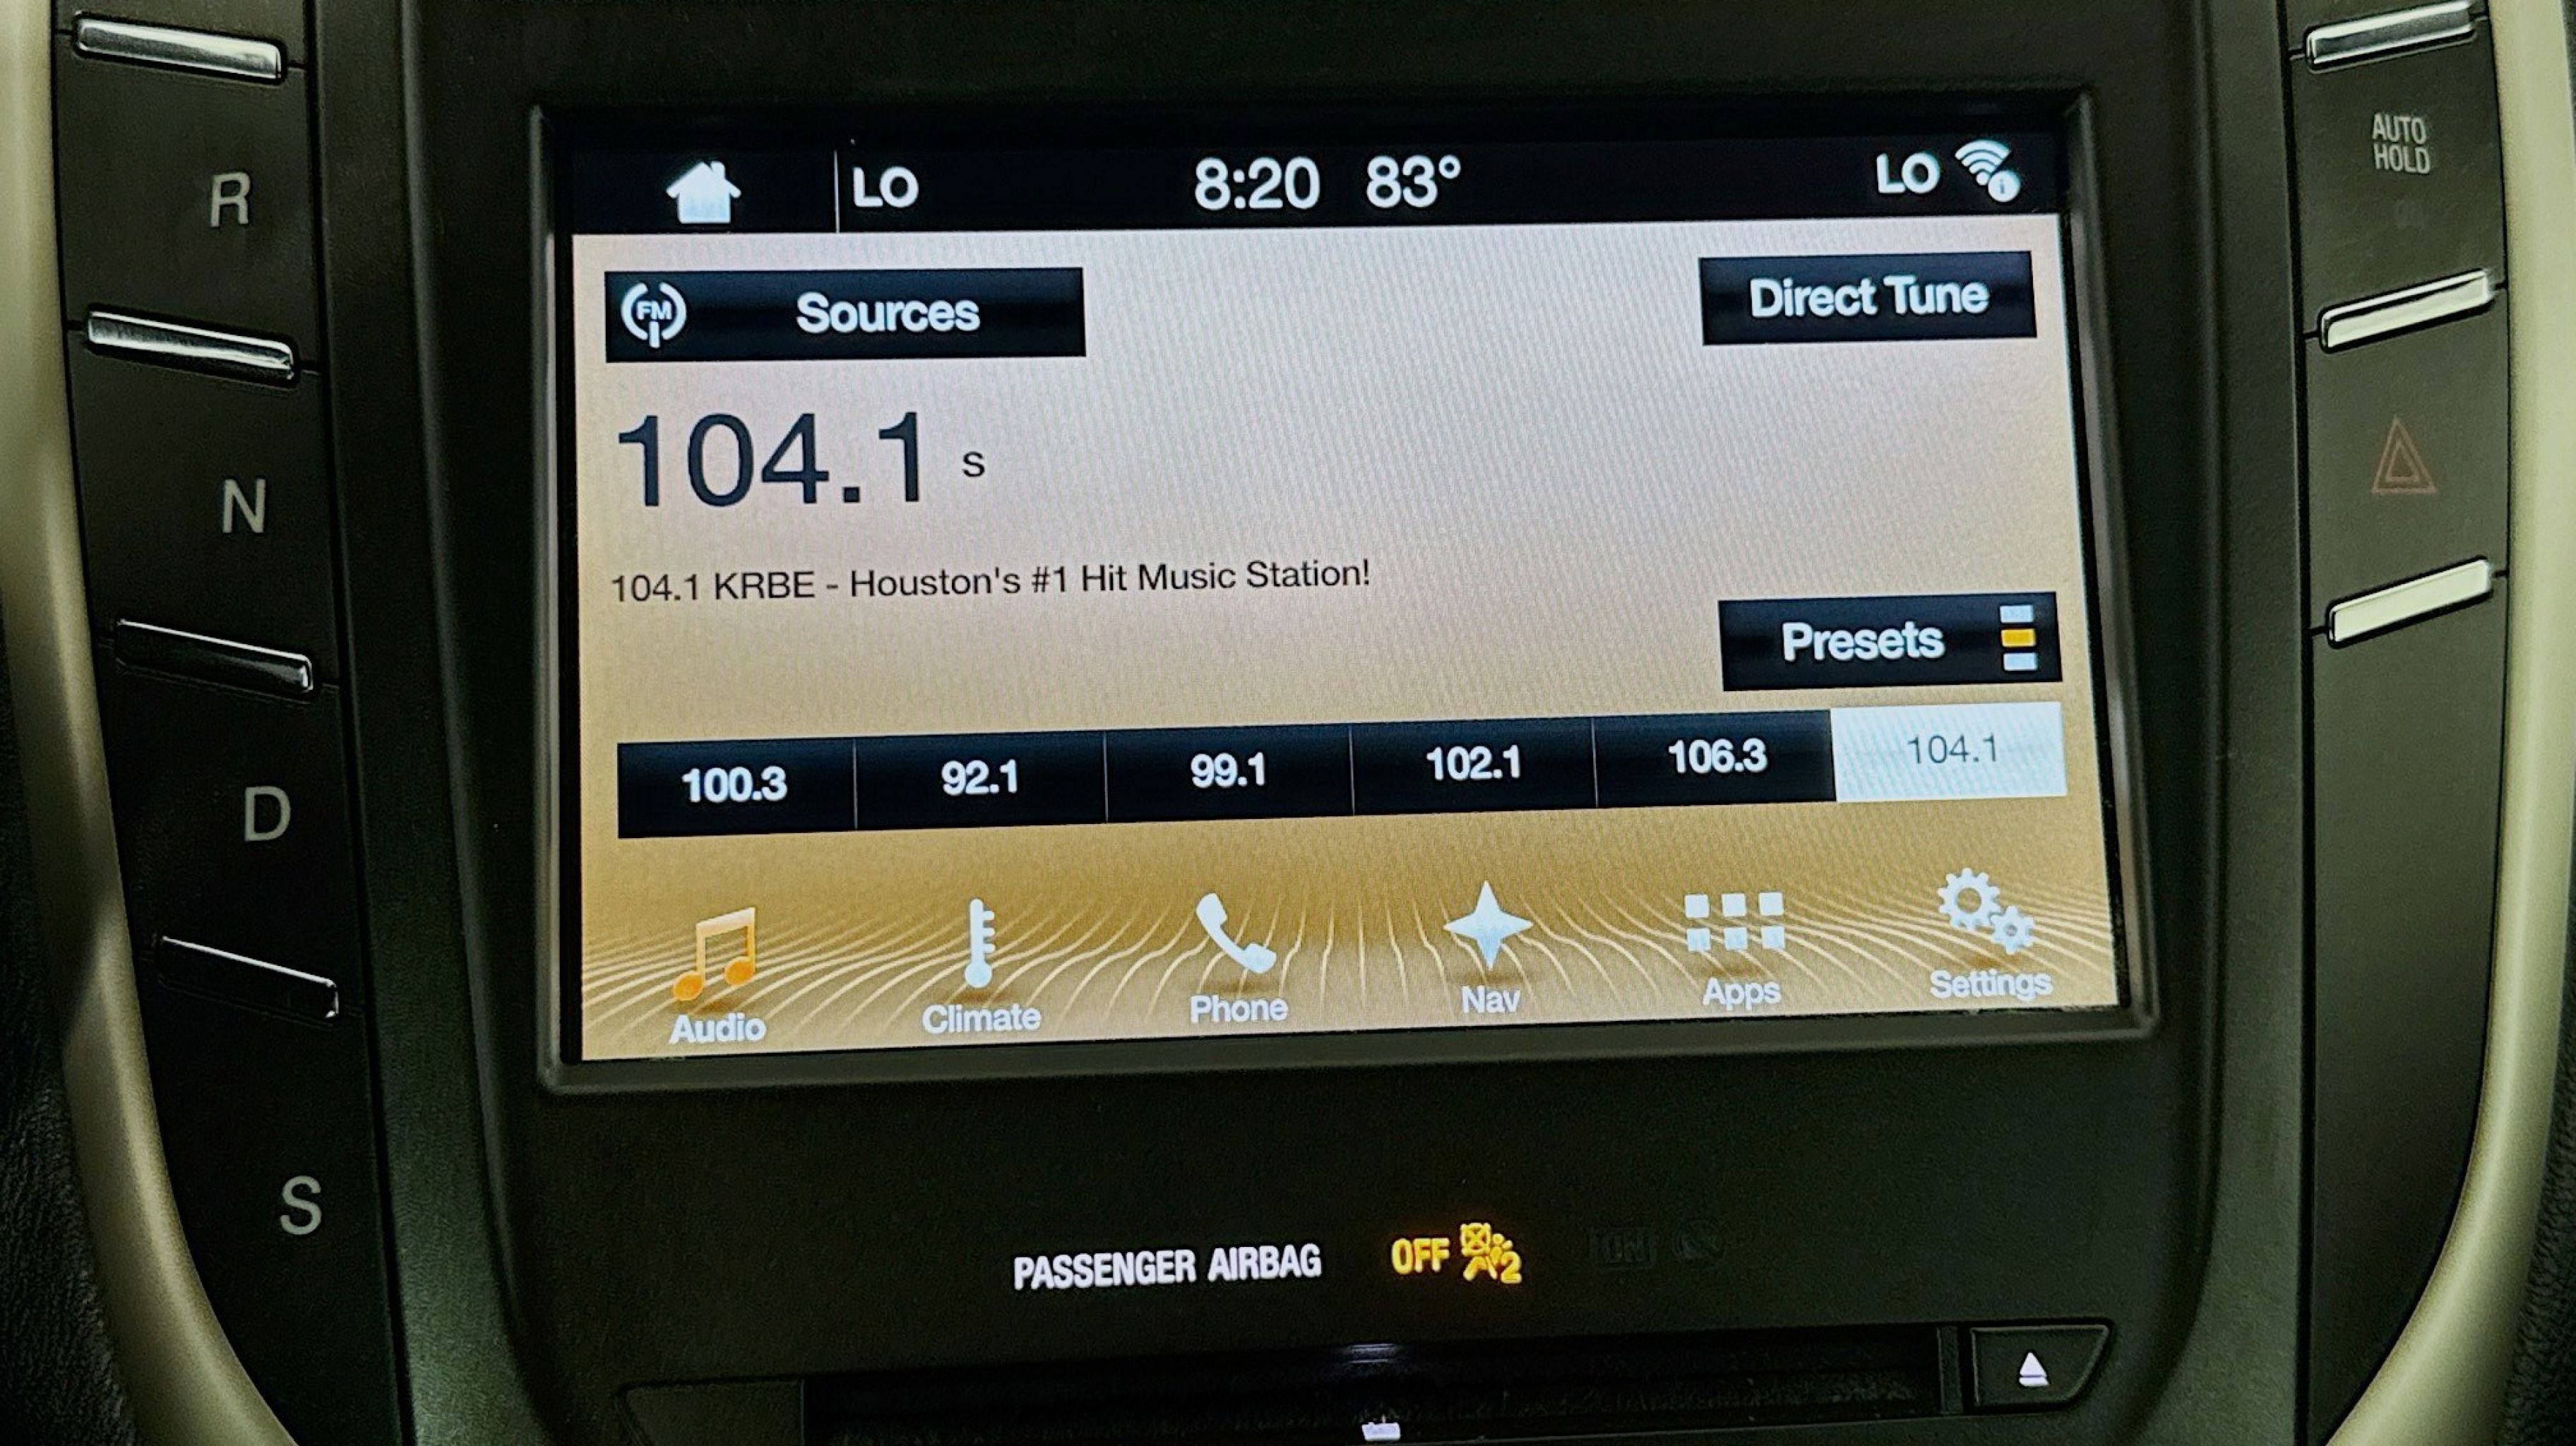 LO 8:20 83° LO
FM Sources Direct Tune
104.1 s
104.1 KRBE - Houston's #1 Hit Music Station!
Presets
100.3 92.1 99.1 102.1 106.3 104.1
Audio Climate Phone Nav Apps Settings
R
N
D
S
AUTO
HOLD
PASSENGER AIRBAG OFF 2